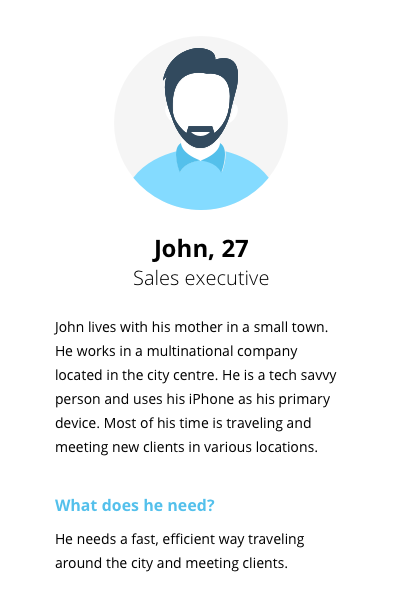 John, 27
Sales executive
John lives with his mother in a small town.
He works in a multinational company
located in the city centre. He is a tech savvy
person and uses his iPhone as his primary
device. Most of his time is traveling and
meeting new clients in various locations.
What does he need?
He needs a fast, efficient way traveling
around the city and meeting clients.